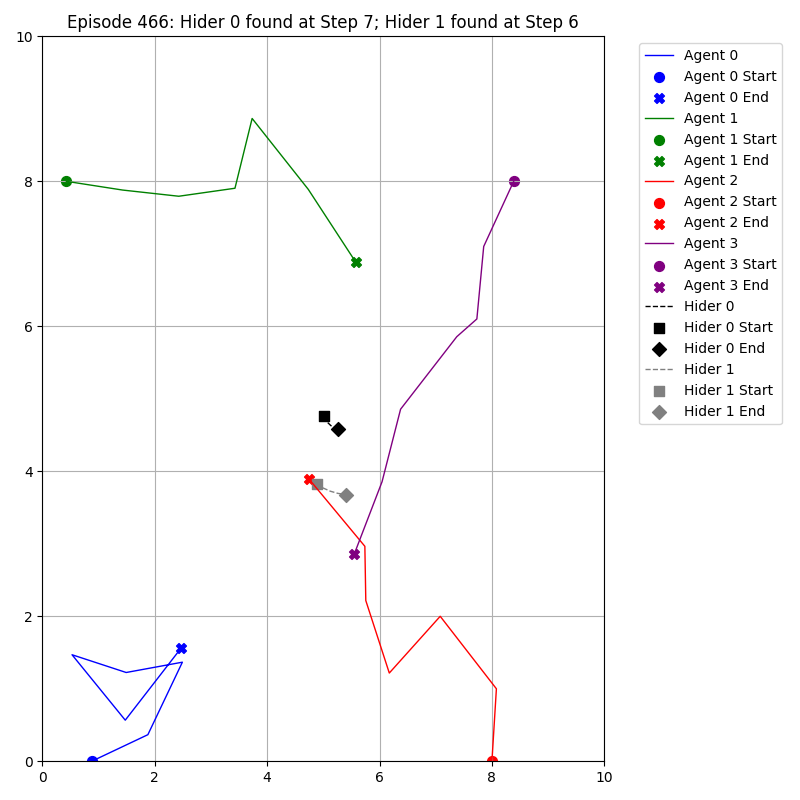 Episode 466: Hider 0 found at Step 7; Hider 1 found at Step 6
10
8
6
4
2
0
0
2
4
6
8
10
Agent 0
Agent 0 Start
Agent 0 End
Agent 1
Agent 1 Start
Agent 1 End
Agent 2
Agent 2 Start
Agent 2 End
Agent 3
Agent 3 Start
Agent 3 End
Hider 0
Hider 0 Start
Hider 0 End
Hider 1
Hider 1 Start
Hider 1 End